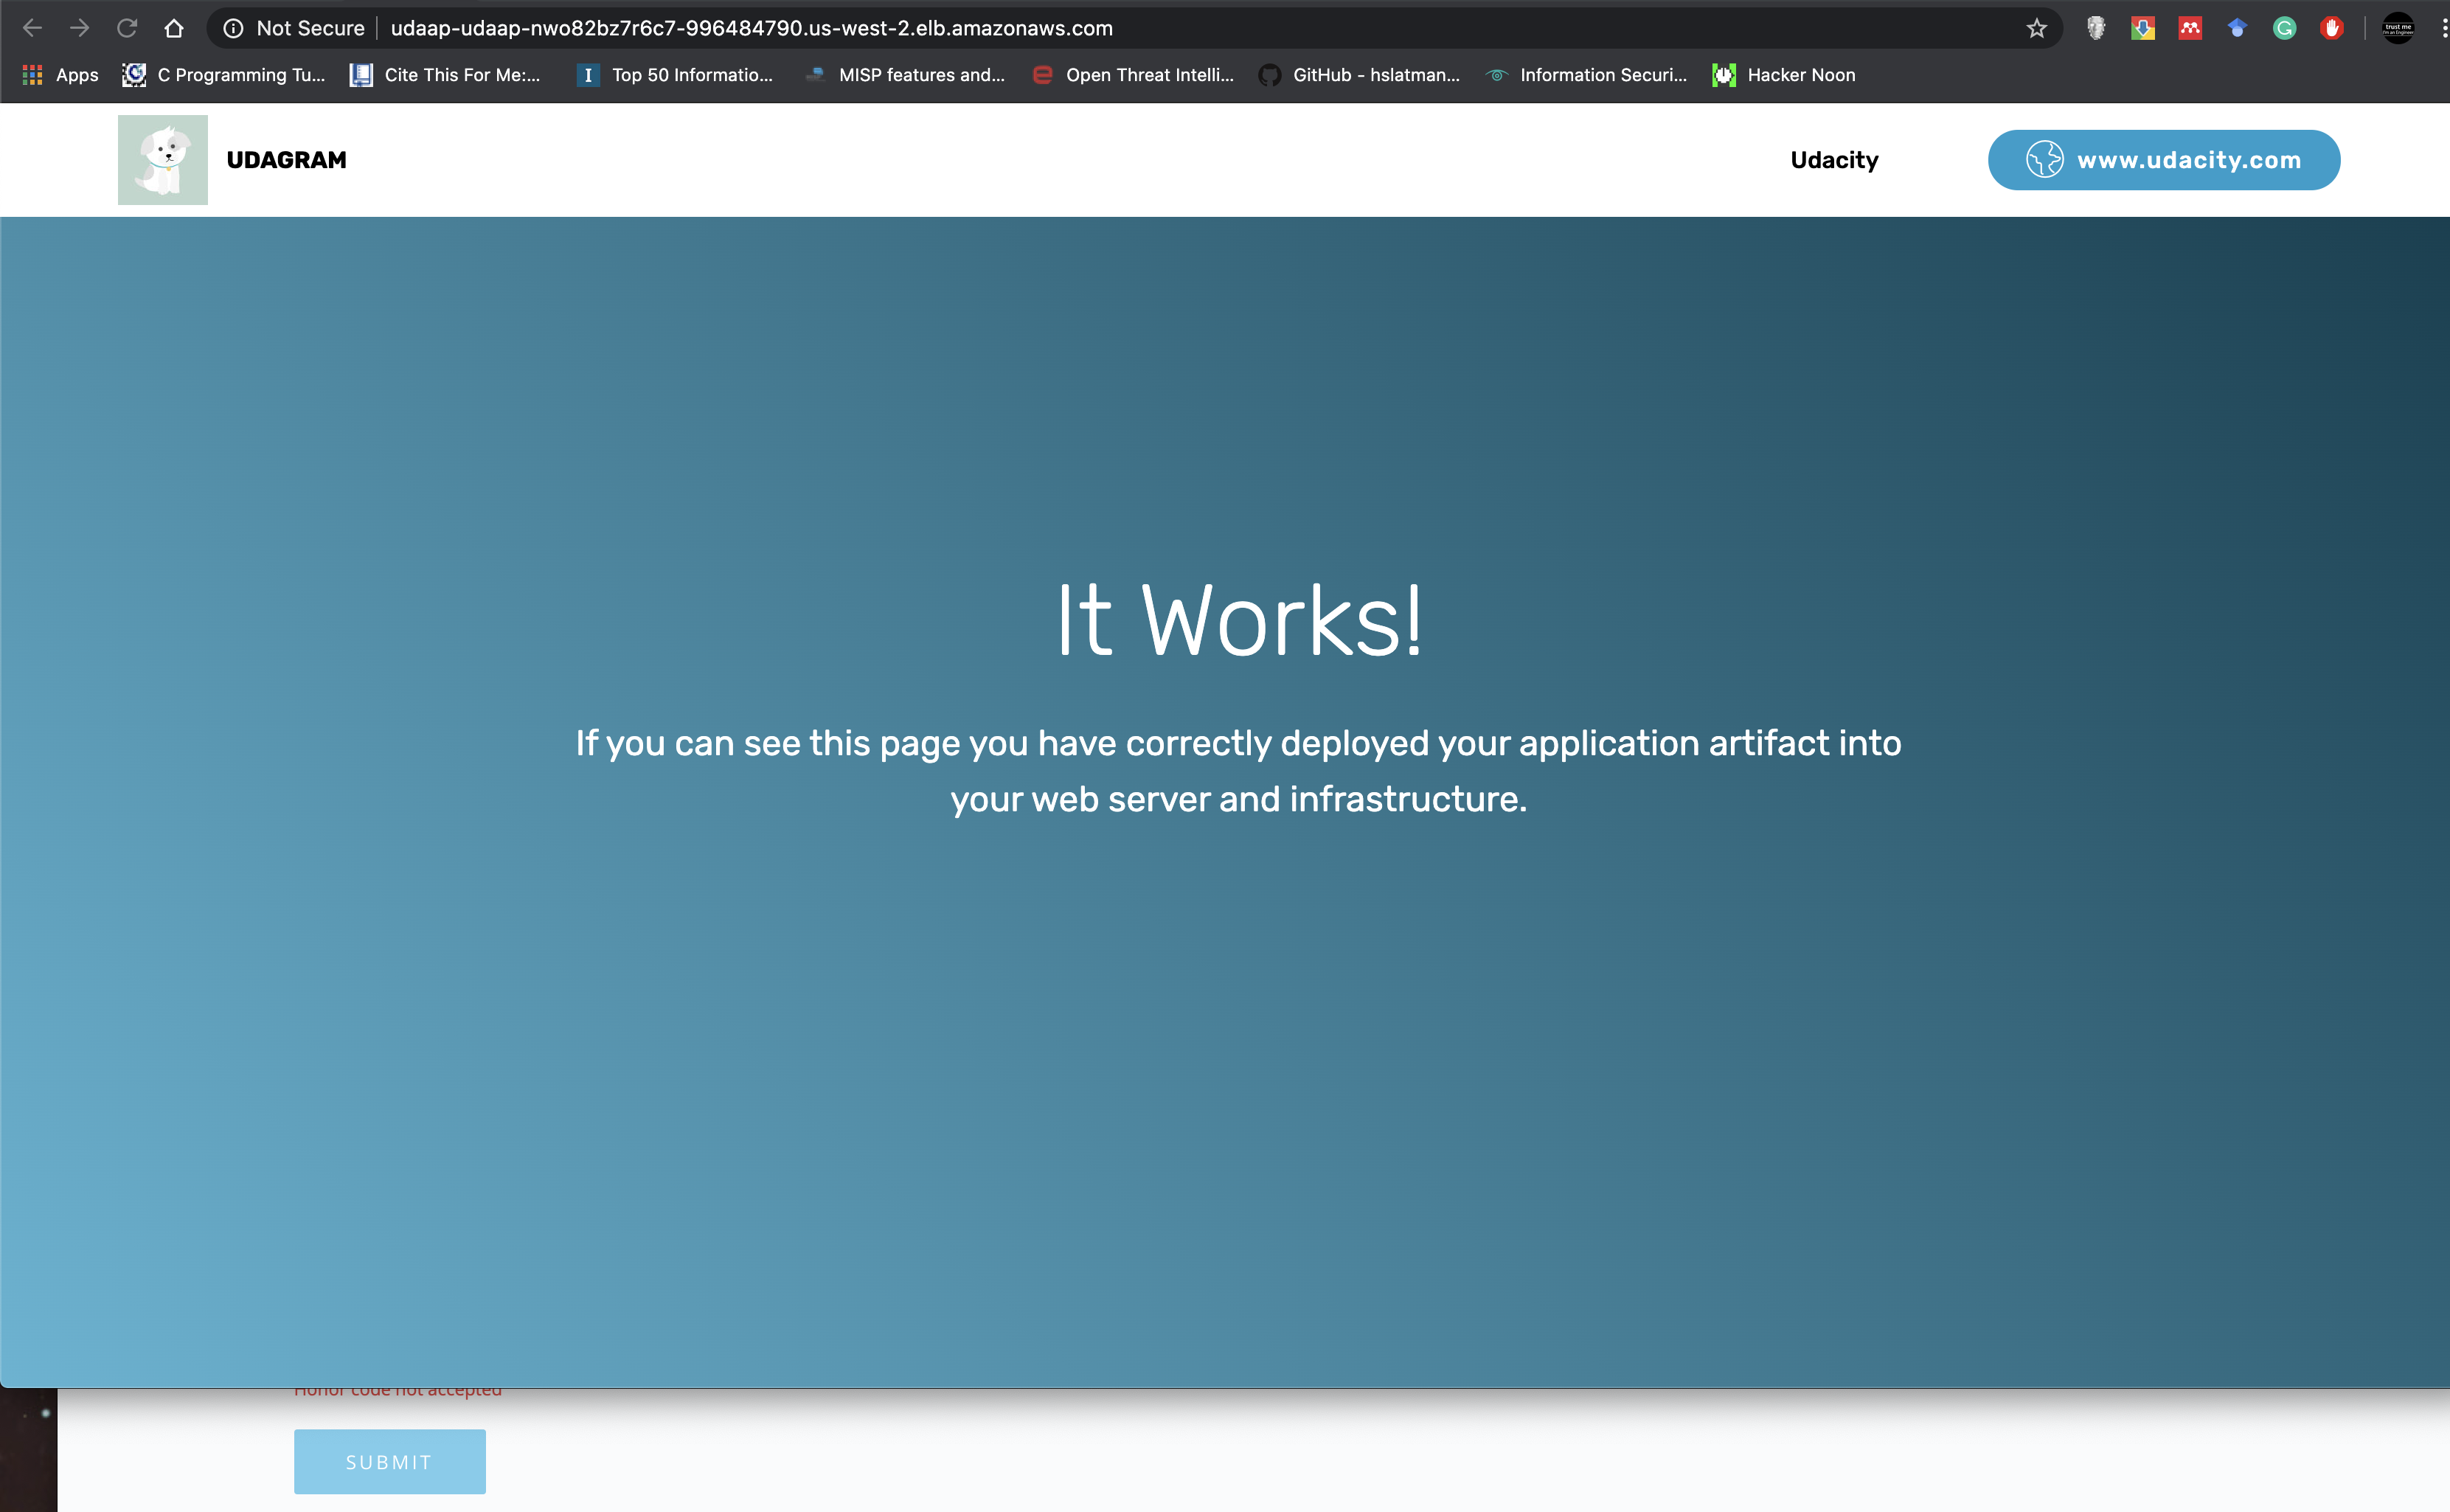 Not Secure udaap-udaap-nwo82bz7r6c7-996484790.us-west-2.elb.amazonaws.com
Apps C Programming Tu... Cite This For Me:... Top 50 Informatio... MISP features and... Open Threat Intelli... GitHub - hslatman... Information Securi... Hacker Noon
UDAGRAM Udacity www.udacity.com
It Works!
If you can see this page you have correctly deployed your application artifact into
your web server and infrastructure.
Honor code not accepted
SUBMIT